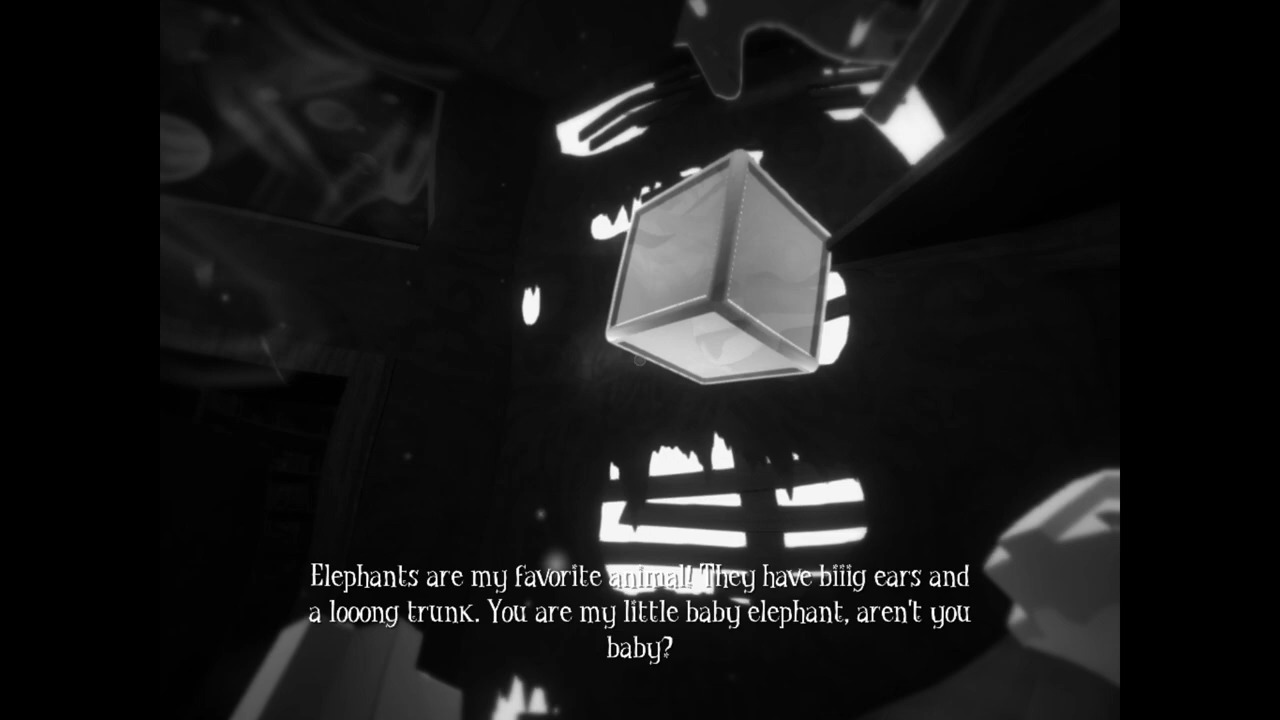 Elephants are my favorite animal! They have biiig ears and
a looong trunk. You are my little baby elephant, aren't you
baby?